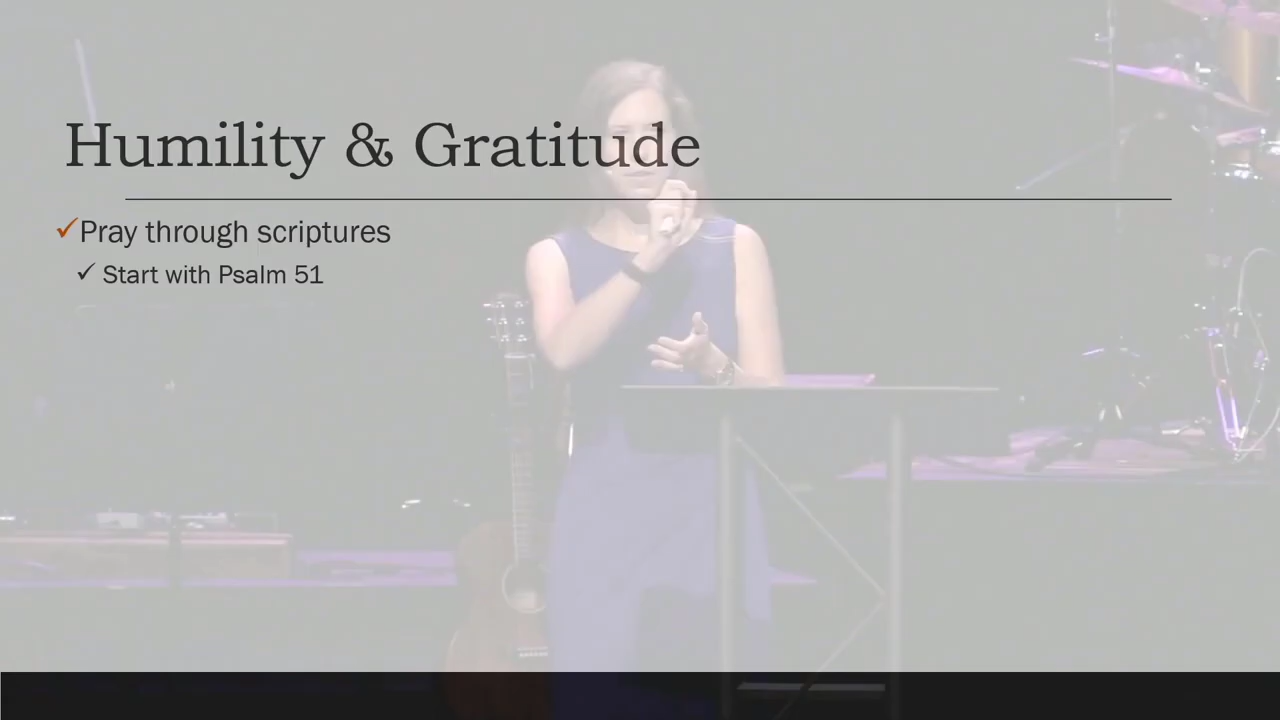 Humility & Gratitude
✓Pray through scriptures
✓ Start with Psalm 51